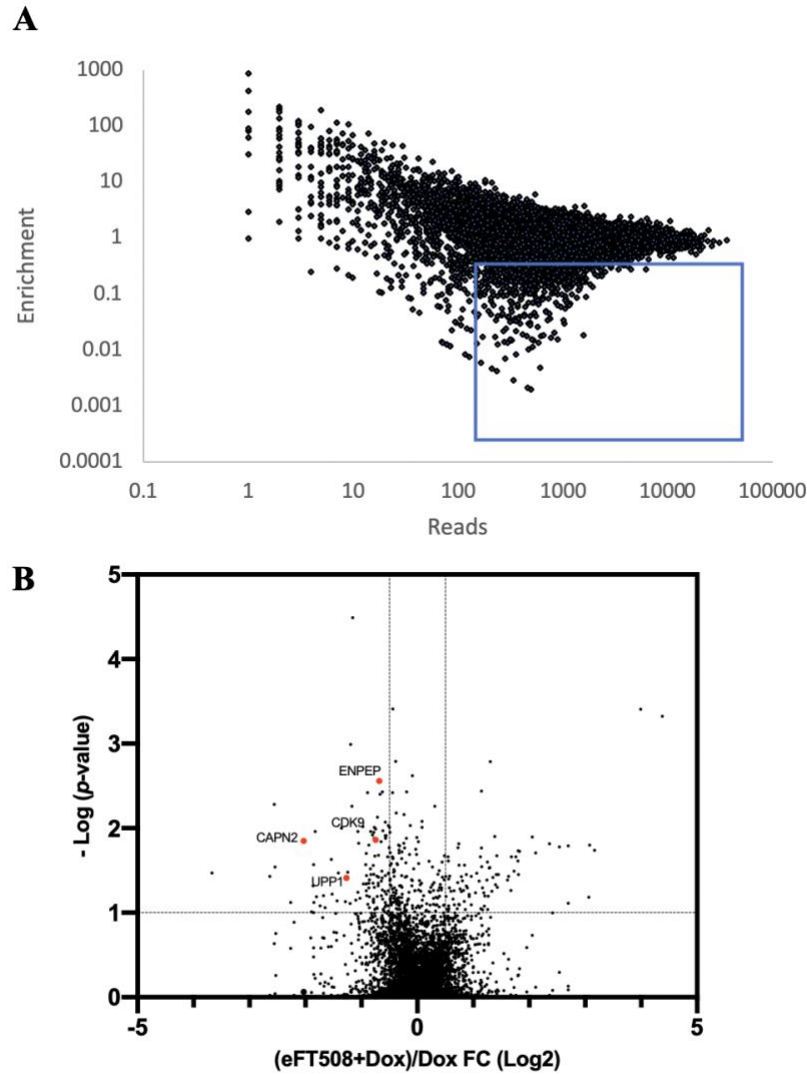 A
1000
100
10
1
0.1
0.01
0.001
0.0001
Enrichment
0.1 1 10 100 1000 10000 100000
Reads
B
5
4
3
2
1
0
- Log (p-value)
ENPEP
CDK9
CAPN2
UPP1
-5 0 5
(eFT508+Dox)/Dox FC (Log2)